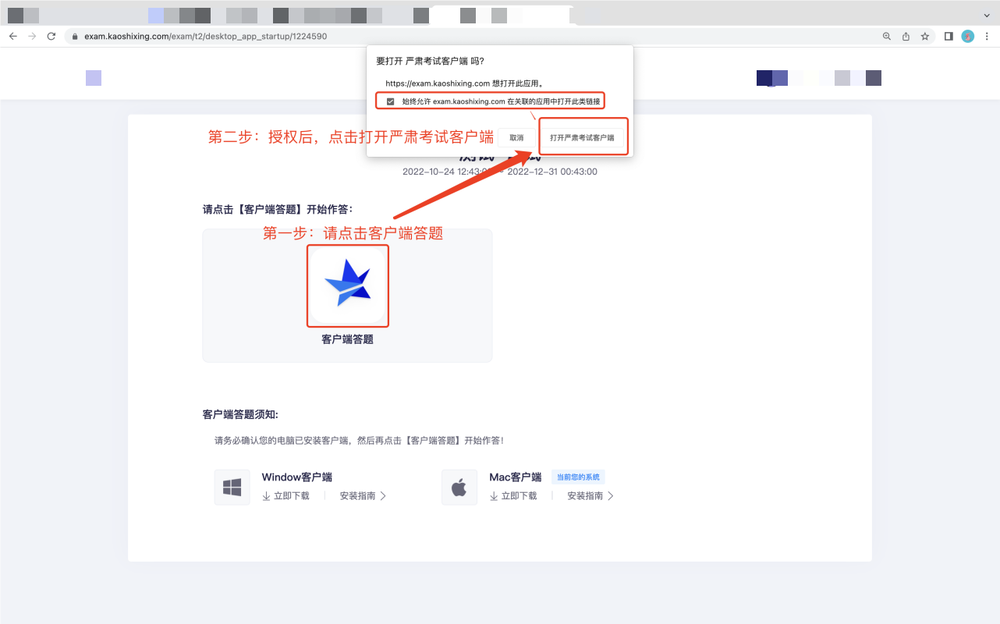 exam.kaoshixing.com/exam/t2/desktop_app_startup/1224590
要打开 严肃考试客户端 吗?
https://exam.kaoshixing.com 想打开此应用。
始终允许 exam.kaoshixing.com 在关联的应用中打开此类链接
第二步：授权后，点击打开严肃考试客户端
取消
打开严肃考试客户端
2022-10-24 12:43:0 2022-12-31 00:43:00
请点击【客户端答题】开始作答：
第一步：请点击客户端答题
客户端答题
客户端答题须知:
请务必确认您的电脑已安装客户端，然后再点击【客户端答题】开始作答！
Window客户端
立即下载 安装指南
Mac客户端 当前您的系统
立即下载 安装指南